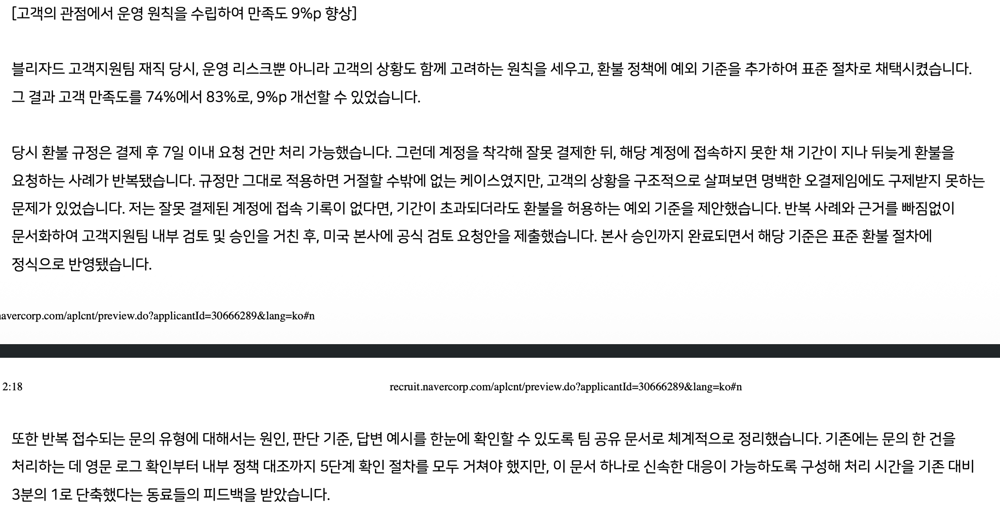 [고객의 관점에서 운영 원칙을 수립하여 만족도 9%p 향상]
블리자드 고객지원팀 재직 당시, 운영 리스크뿐 아니라 고객의 상황도 함께 고려하는 원칙을 세우고, 환불 정책에 예외 기준을 추가하여 표준 절차로 채택시켰습니다.
그 결과 고객 만족도를 74%에서 83%로, 9%p 개선할 수 있었습니다.
당시 환불 규정은 결제 후 7일 이내 요청 건만 처리 가능했습니다. 그런데 계정을 착각해 잘못 결제한 뒤, 해당 계정에 접속하지 못한 채 기간이 지나 뒤늦게 환불을
요청하는 사례가 반복됐습니다. 규정만 그대로 적용하면 거절할 수밖에 없는 케이스였지만, 고객의 상황을 구조적으로 살펴보면 명백한 오결제임에도 구제받지 못하는
문제가 있었습니다. 저는 잘못 결제된 계정에 접속 기록이 없다면, 기간이 초과되더라도 환불을 허용하는 예외 기준을 제안했습니다. 반복 사례와 근거를 빠짐없이
문서화하여 고객지원팀 내부 검토 및 승인을 거친 후, 미국 본사에 공식 검토 요청안을 제출했습니다. 본사 승인까지 완료되면서 해당 기준은 표준 환불 절차에
정식으로 반영됐습니다.
avercorp.com/aplcnt/preview.do?applicantId=30666289&lang=ko#n
2:18 recruit.navercorp.com/aplcnt/preview.do?applicantId=30666289&lang=ko#n
또한 반복 접수되는 문의 유형에 대해서는 원인, 판단 기준, 답변 예시를 한눈에 확인할 수 있도록 팀 공유 문서로 체계적으로 정리했습니다. 기존에는 문의 한 건을
처리하는 데 영문 로그 확인부터 내부 정책 대조까지 5단계 확인 절차를 모두 거쳐야 했지만, 이 문서 하나로 신속한 대응이 가능하도록 구성해 처리 시간을 기존 대비
3분의 1로 단축했다는 동료들의 피드백을 받았습니다.